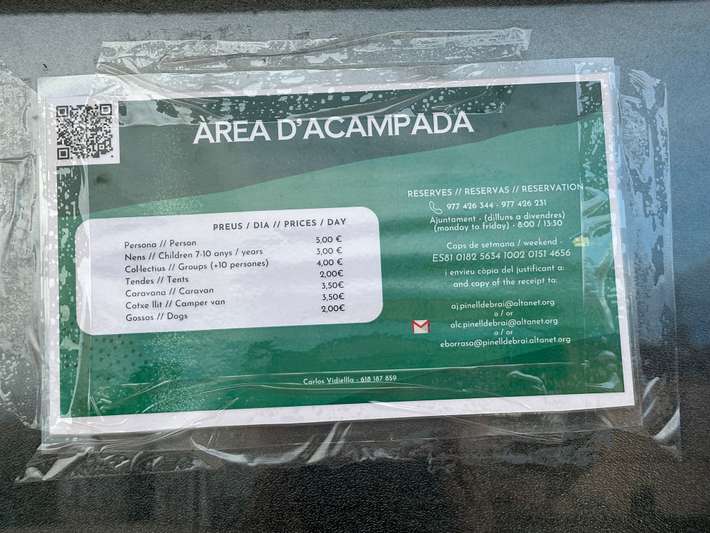 ÀREA D'ACAMPADA
PREUS / DIA // PRICES / DAY
Persona // Person 5,00 €
Nens // Children 7-10 anys / years 3,00 €
Col·lectius // Groups (+10 persones) 4,00 €
Tendes // Tents 2,00€
Caravana // Caravan 3,50€
Cotxe llit // Camper van 3,50€
Gossos // Dogs 2,00€
RESERVES // RESERVAS // RESERVATION
977 426 344 - 977 426 231
Ajuntament - (dilluns a divendres)
(monday to friday) - 8:00 / 13:30
Caps de setmana / weekend -
ES81 0182 5634 1002 0151 4656
i envieu còpia del justificant a:
and copy of the receipt to:
aj.pinelldebrai@altanet.org
o / or
alc.pinelldebrai@altanet.org
o / or
eborraso@pinelldebrai.altanet.org
Carlos Vidiella - 618 187 859